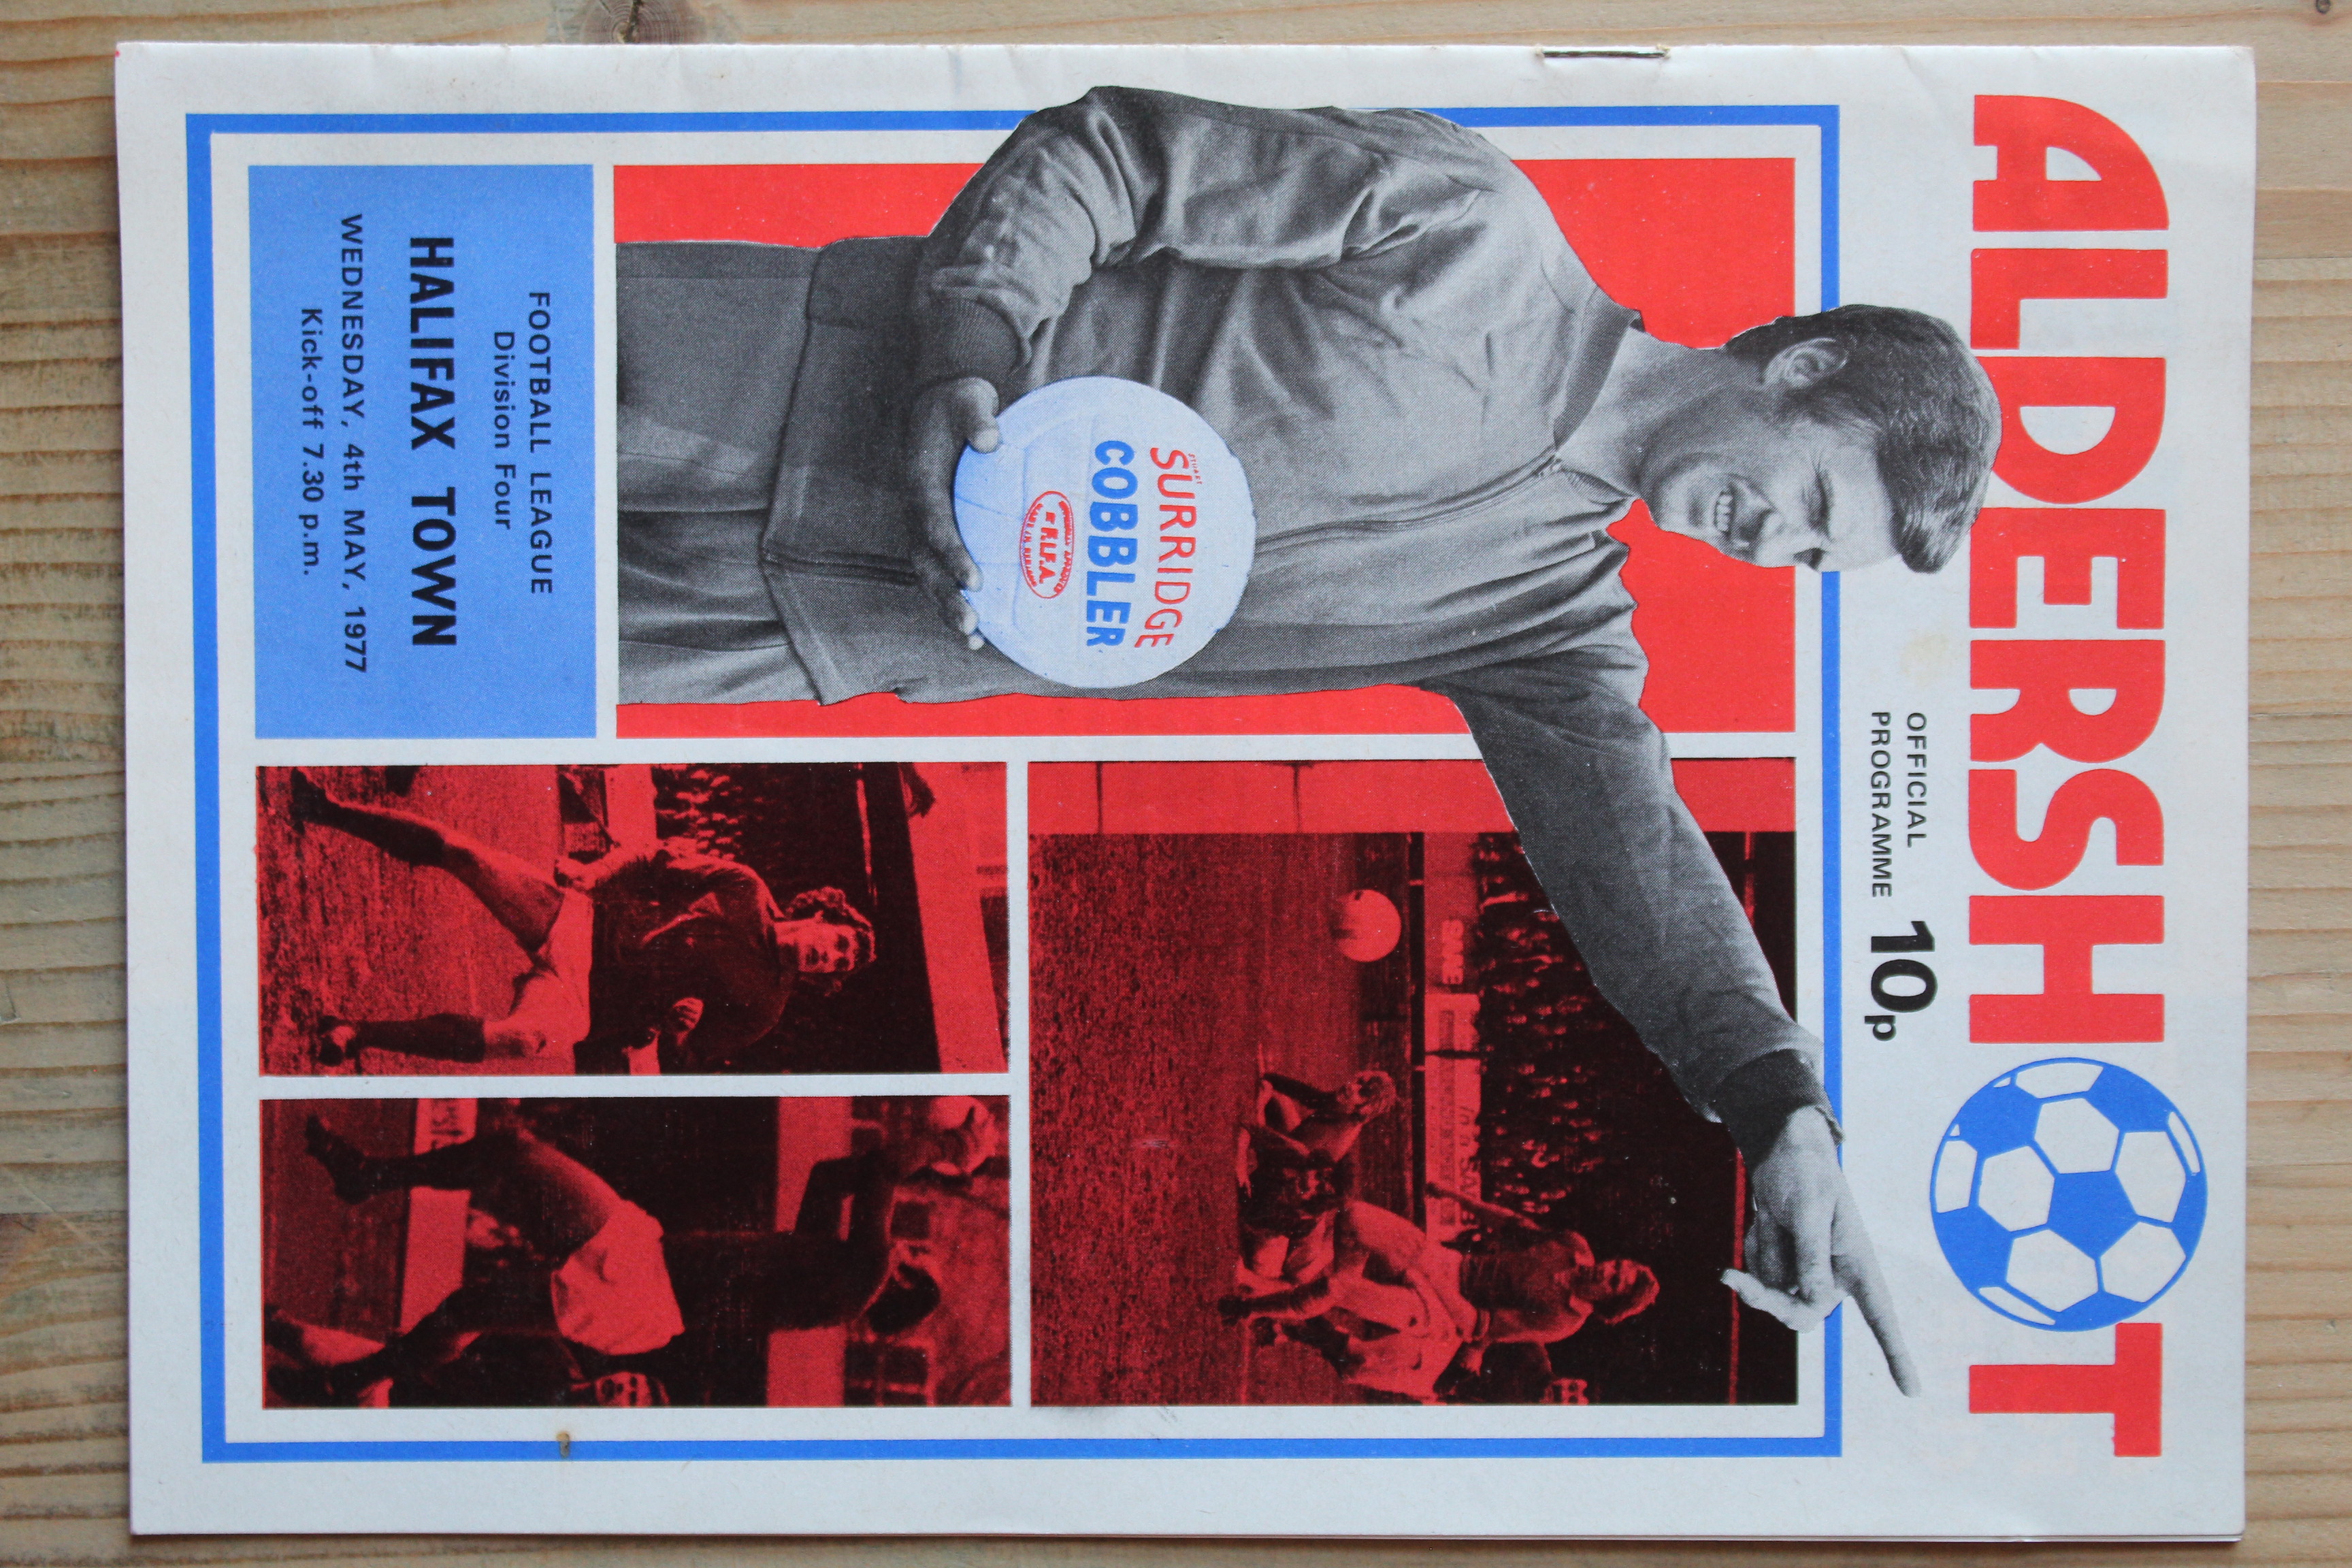 ALDERSHOT
OFFICIAL
PROGRAMME 10p
STUART
SURRIDGE
COBBLER
F.I.F.A.
FOOTBALL LEAGUE
Division Four
HALIFAX TOWN
WEDNESDAY, 4th MAY, 1977
Kick-off 7.30 p.m.